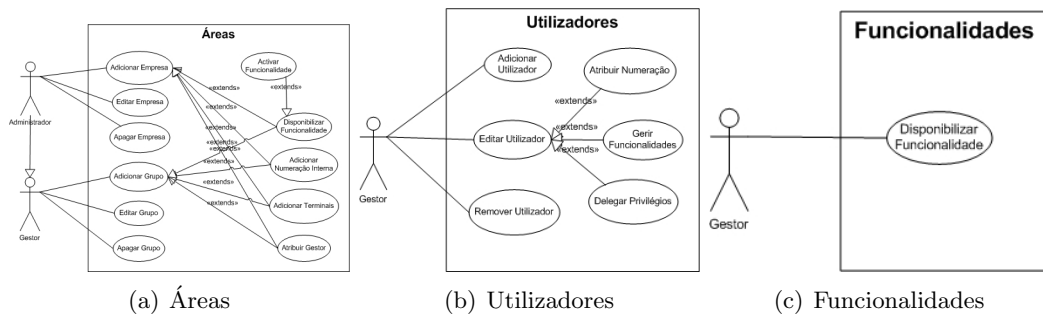 Áreas
Adicionar Empresa
Activar
Funcionalidade
«extends»
«extends»
«extends»
Administrador
Editar Empresa
«extends»
Disponibilizar
Funcionalidade
Apagar Empresa
«extends»
«extends»
«extends»
«extends»
Adicionar
Numeração Interna
Adicionar Grupo
«extends»
Gestor
Editar Grupo
«extends»
Adicionar Terminais
Apagar Grupo
Atribuir Gestor
(a) Áreas
Utilizadores
Adicionar
Utilizador
Atribuir Numeração
«extends»
Editar Utilizador
«extends»
Gerir
Funcionalidades
«extends»
Gestor
Remover Utilizador
Delegar Privilégios
(b) Utilizadores
Funcionalidades
Disponibilizar
Funcionalidade
Gestor
(c) Funcionalidades